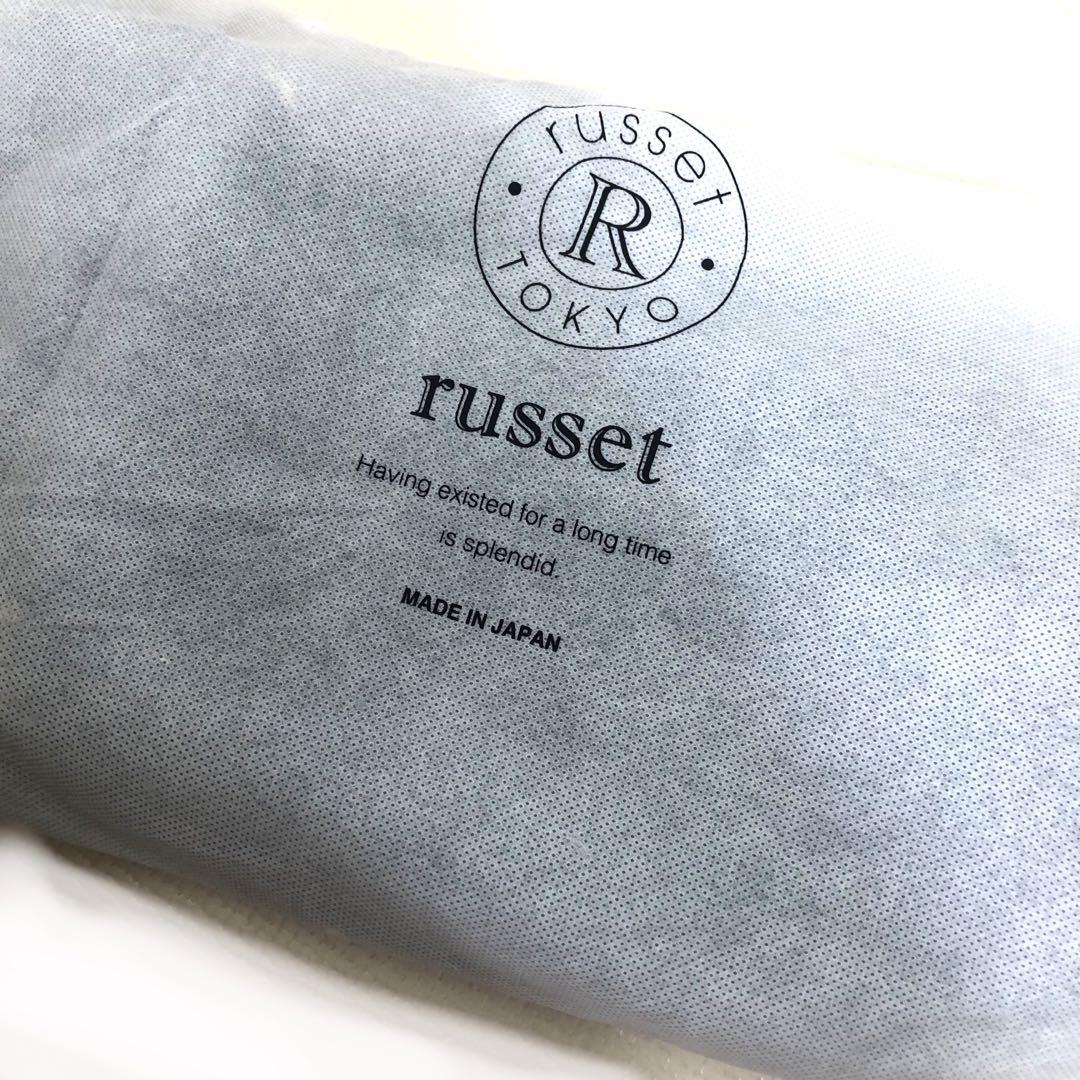 russet
R
TOKYO
russet
Having existed for a long time
is splendid.
MADE IN JAPAN